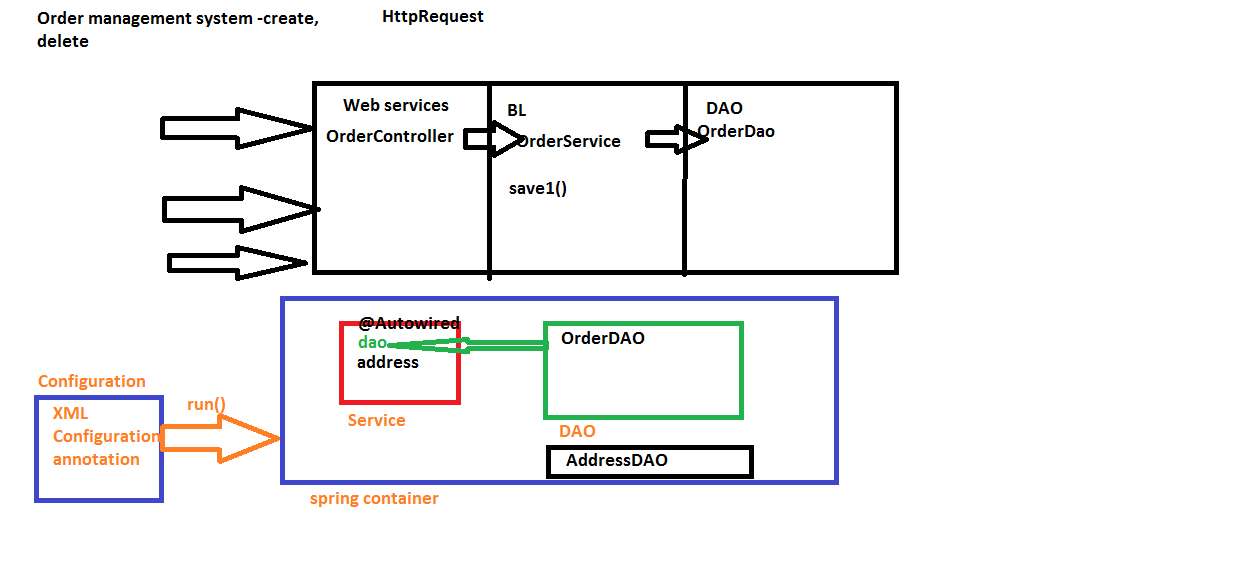 Order management system -create,
delete
HttpRequest
Web services
OrderController
BL
OrderService
save1()
DAO
OrderDao
@Autowired
dao
address
Service
OrderDAO
DAO
AddressDAO
Configuration
XML
Configuration
annotation
run()
spring container